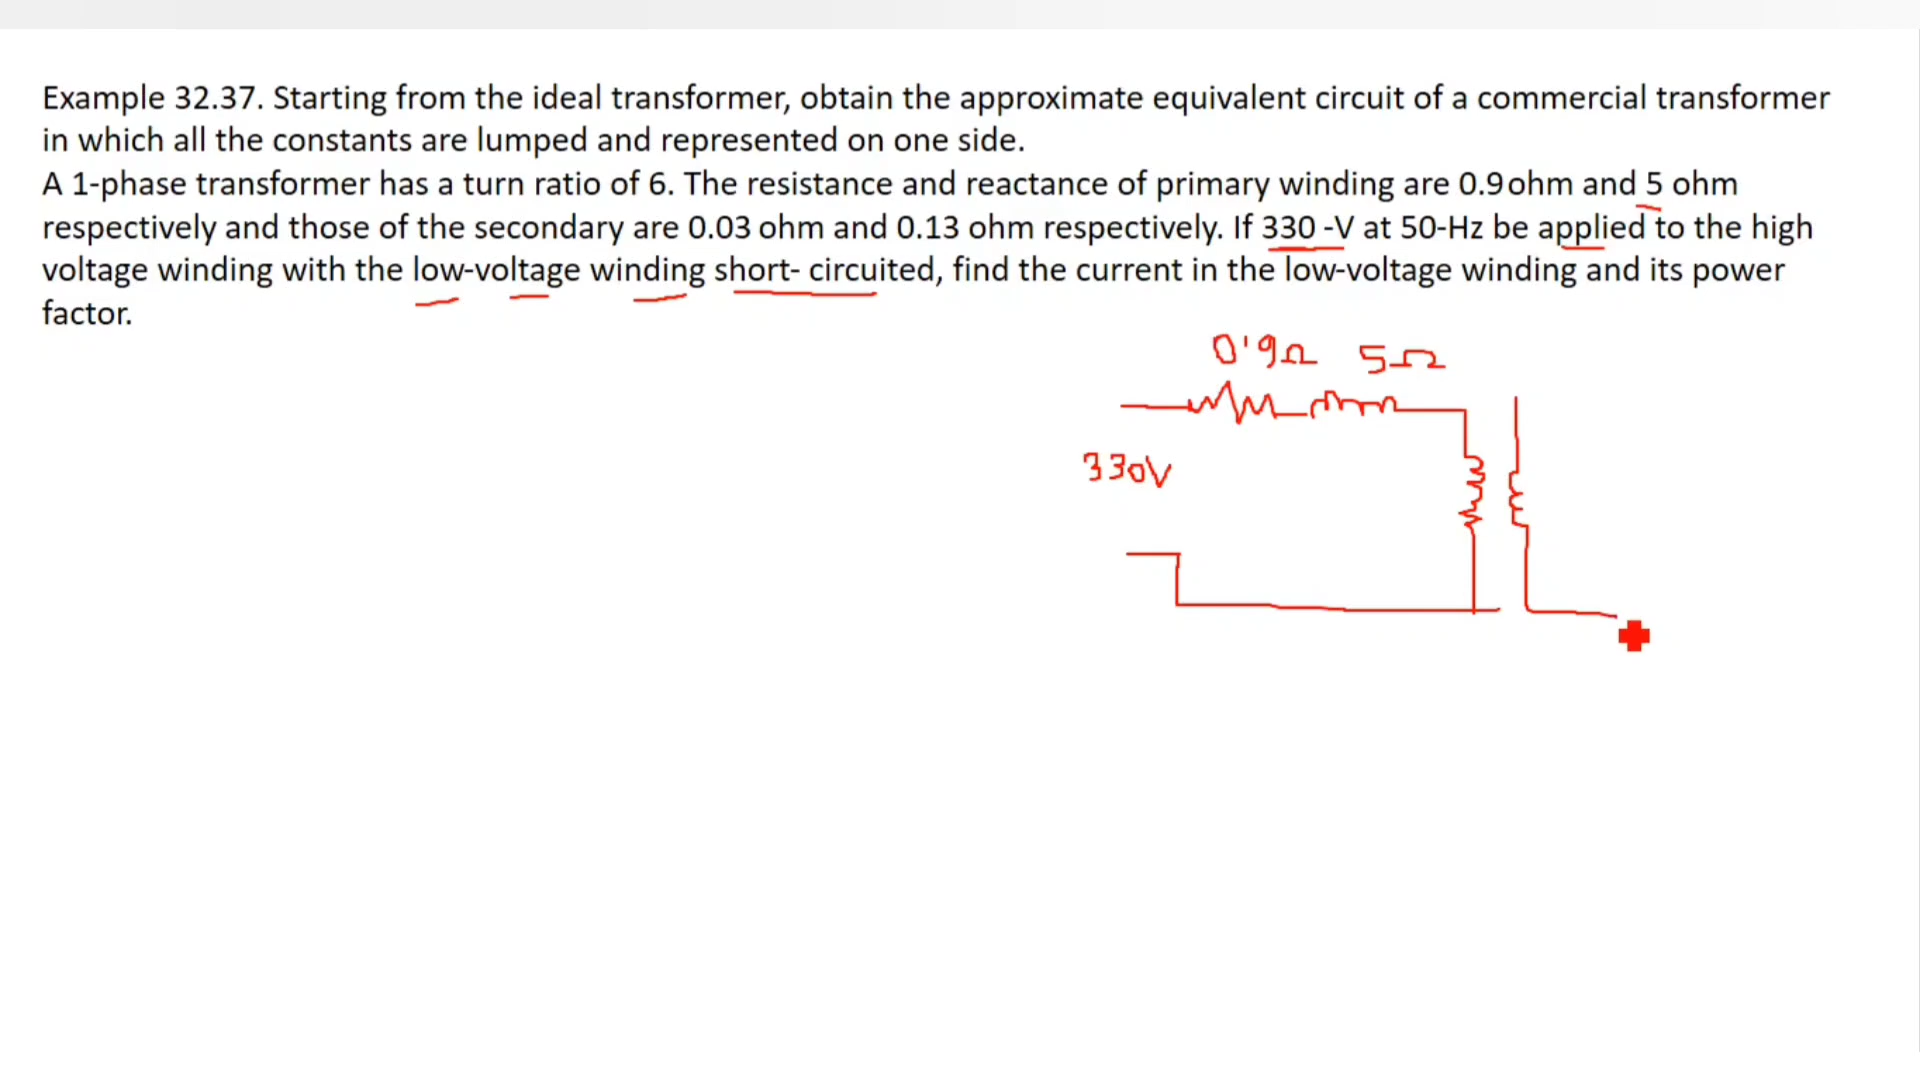 Example 32.37. Starting from the ideal transformer, obtain the approximate equivalent circuit of a commercial transformer
in which all the constants are lumped and represented on one side.
A 1-phase transformer has a turn ratio of 6. The resistance and reactance of primary winding are 0.9 ohm and 5 ohm
respectively and those of the secondary are 0.03 ohm and 0.13 ohm respectively. If 330 -V at 50-Hz be applied to the high
voltage winding with the low-voltage winding short- circuited, find the current in the low-voltage winding and its power
factor.
0.9Ω 5Ω
330V